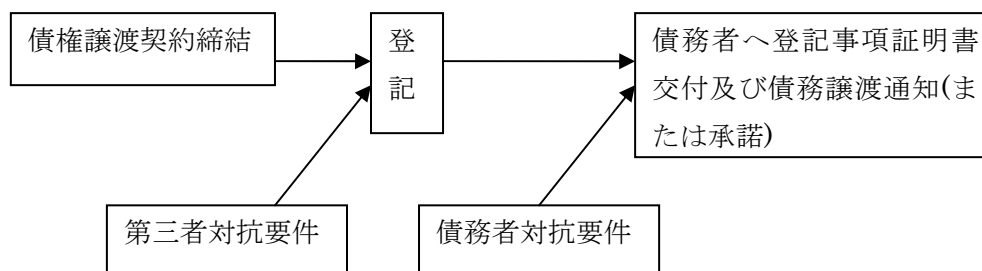 債権譲渡契約締結
登
記
債務者へ登記事項証明書
交付及び債務譲渡通知(ま
たは承諾)
第三者対抗要件
債務者対抗要件